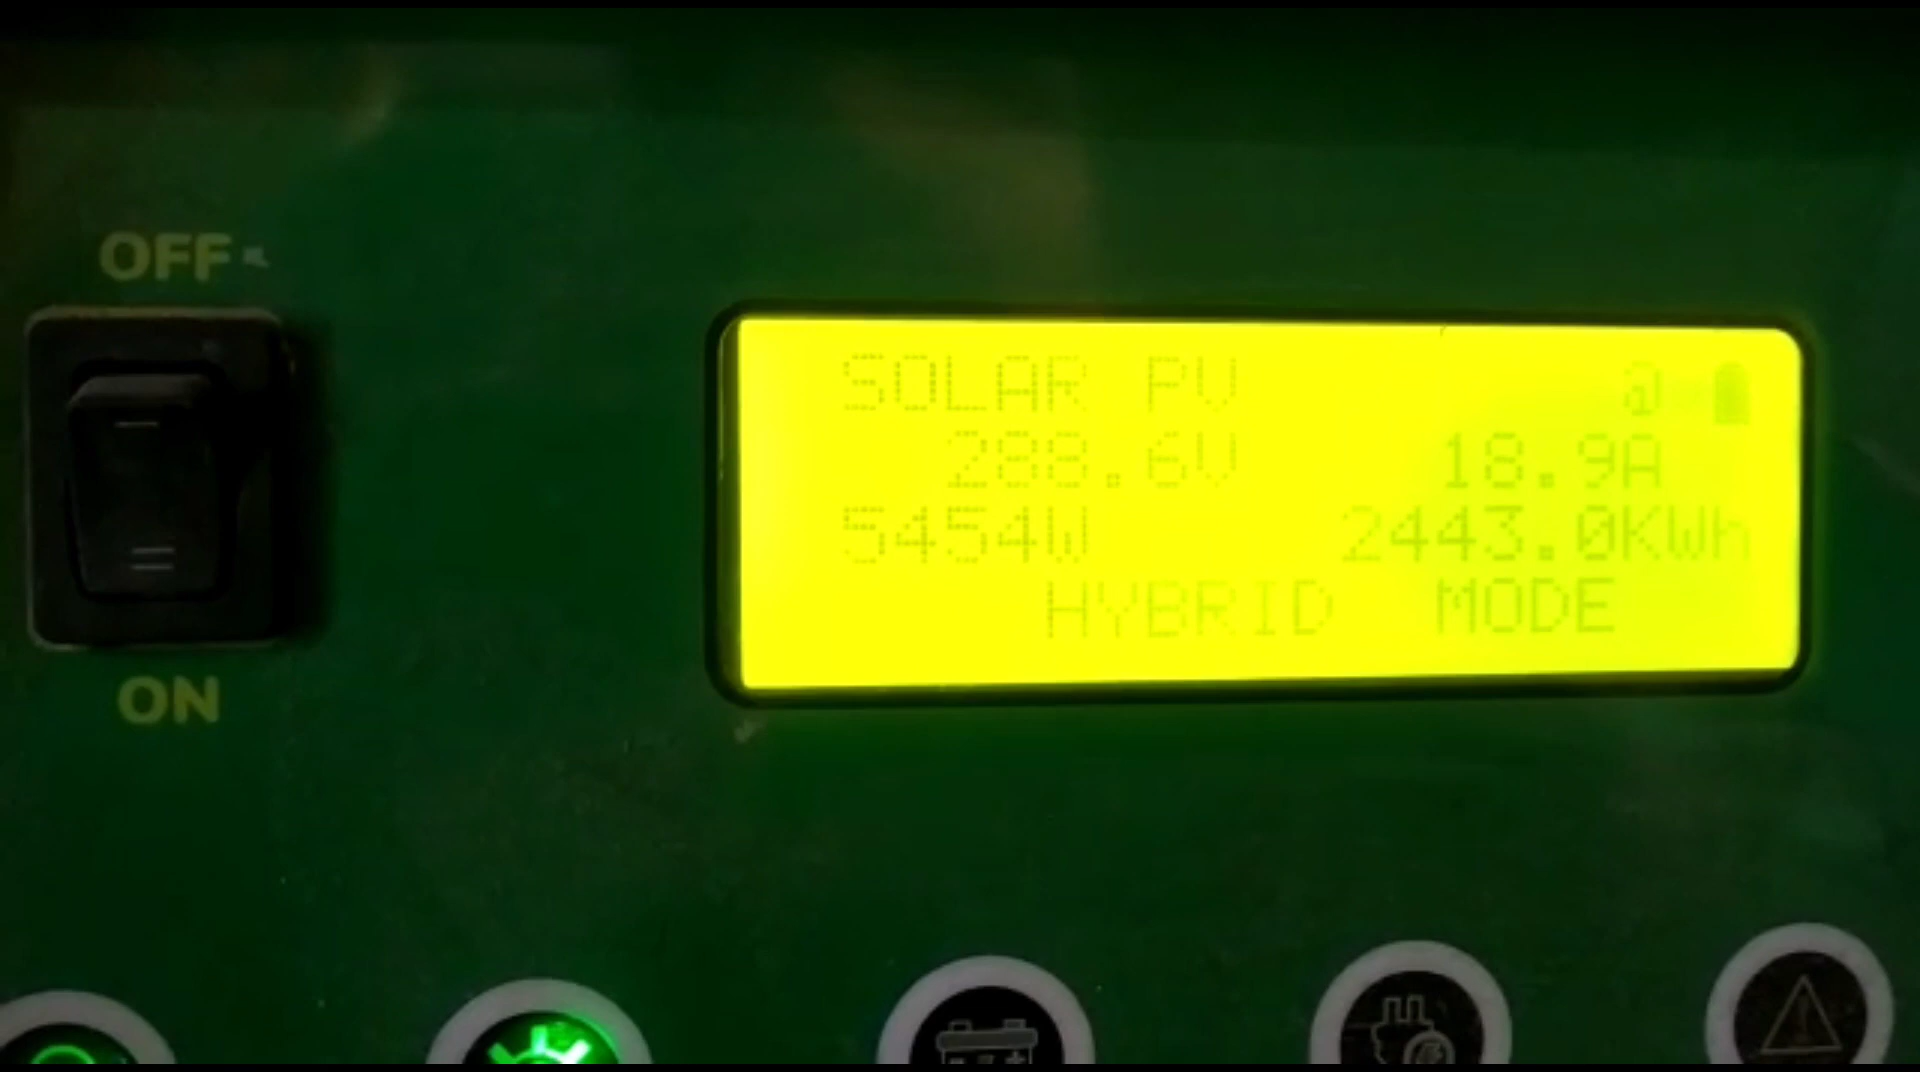 OFF
SOLAR PV @
288.6V 18.9A
5454W 2443.0KWh
HYBRID MODE
ON